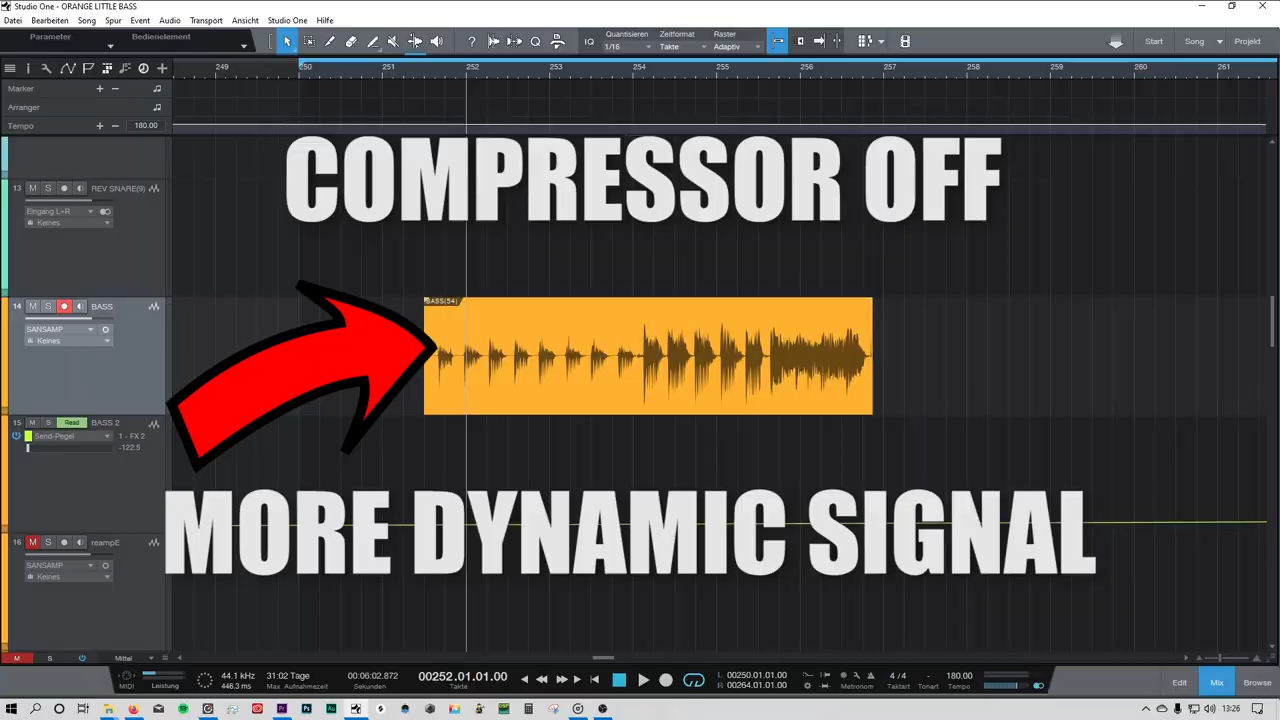 Studio One - ORANGE LITTLE BASS
Datei Bearbeiten Song Spur Event Audio Transport Ansicht Studio One Hilfe
Parameter Bedienelement
? IQ Quantisieren 1/16 Zeitformat Takte Raster Adaptiv Start Song Projekt
249 250 251 252 253 254 255 256 257 258 259 260 261
Marker
Arranger
Tempo 180.00
COMPRESSOR OFF
13 M S REV SNARE(9)
Eingang L+R
Keines
14 M S BASS
BASS(54)
SANSAMP
Keines
15 M S Read BASS 2
Send-Pegel 1 - FX 2
-122.5
MORE DYNAMIC SIGNAL
16 M S reampE
SANSAMP
Keines
M S Mittel
MIDI Leistung
44.1 kHz
446.3 ms
31:02 Tage
Max. Aufnahmezeit
00:06:02.872
Sekunden
00252.01.01.00
Takte
L 00250.01.01.00
R 00264.01.01.00
Metronom
4 / 4
Taktart
-
Tonart
180.00
Tempo
Edit Mix Browse
13:26